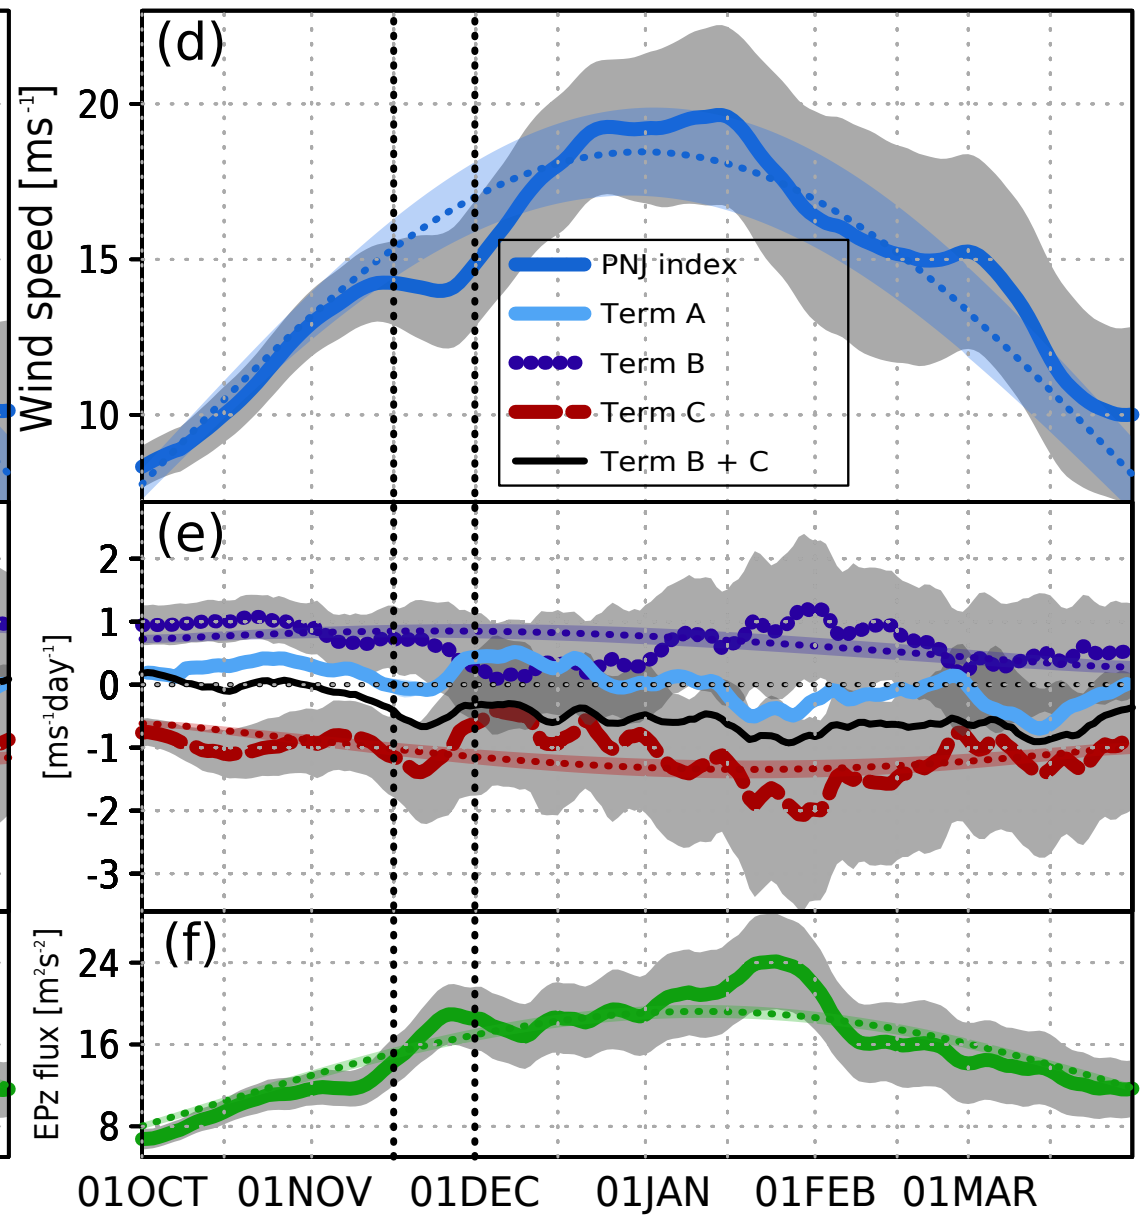 (d)
Wind speed [ms⁻¹]
20
15
10
PNJ index
Term A
Term B
Term C
Term B + C
(e)
[ms⁻¹day⁻¹]
2
1
0
-1
-2
-3
(f)
EPz flux [m²s⁻²]
24
16
8
01OCT 01NOV 01DEC 01JAN 01FEB 01MAR